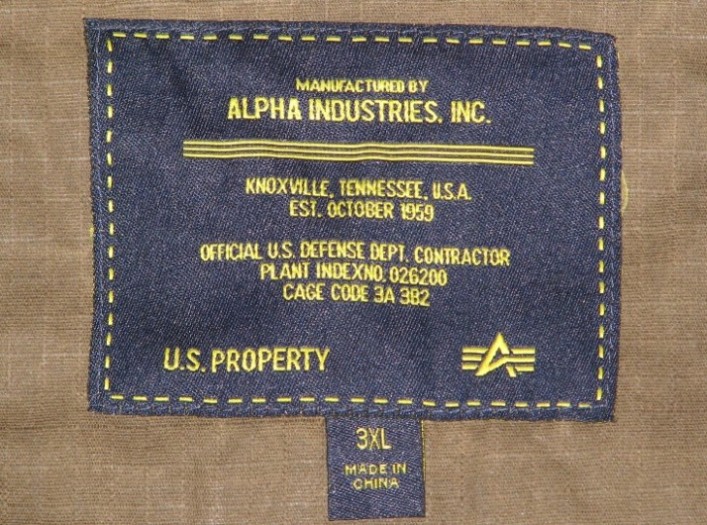 MANUFACTURED BY
ALPHA INDUSTRIES, INC.
KNOXVILLE, TENNESSEE, U.S.A.
EST. OCTOBER 1959
OFFICIAL U.S. DEFENSE DEPT. CONTRACTOR
PLANT INDEXNO. 026200
CAGE CODE 3A 3B2
U.S. PROPERTY
3XL
MADE IN
CHINA